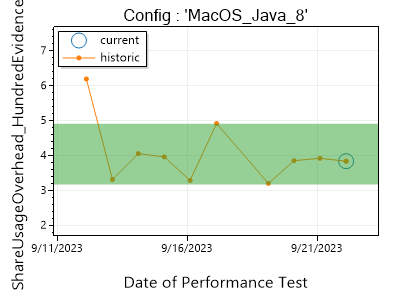 Config : 'MacOS_Java_8'
current
historic
ShareUsageOverhead_HundredEvidence
7
6
5
4
3
2
9/11/2023
9/16/2023
9/21/2023
Date of Performance Test